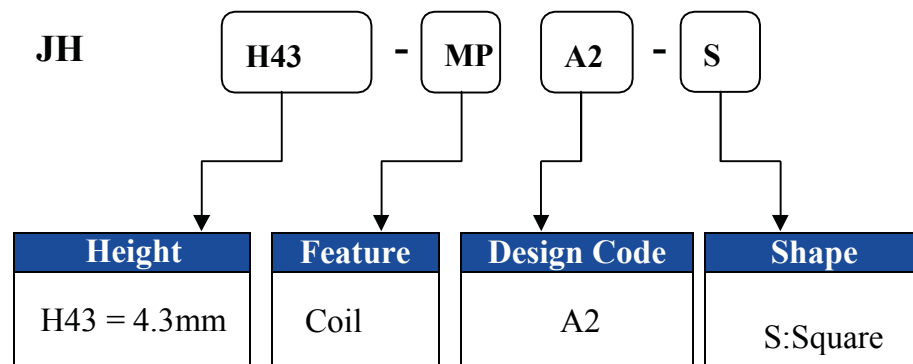 JH H43 - MP A2 - S
Height Feature Design Code Shape
H43 = 4.3mm Coil A2 S:Square